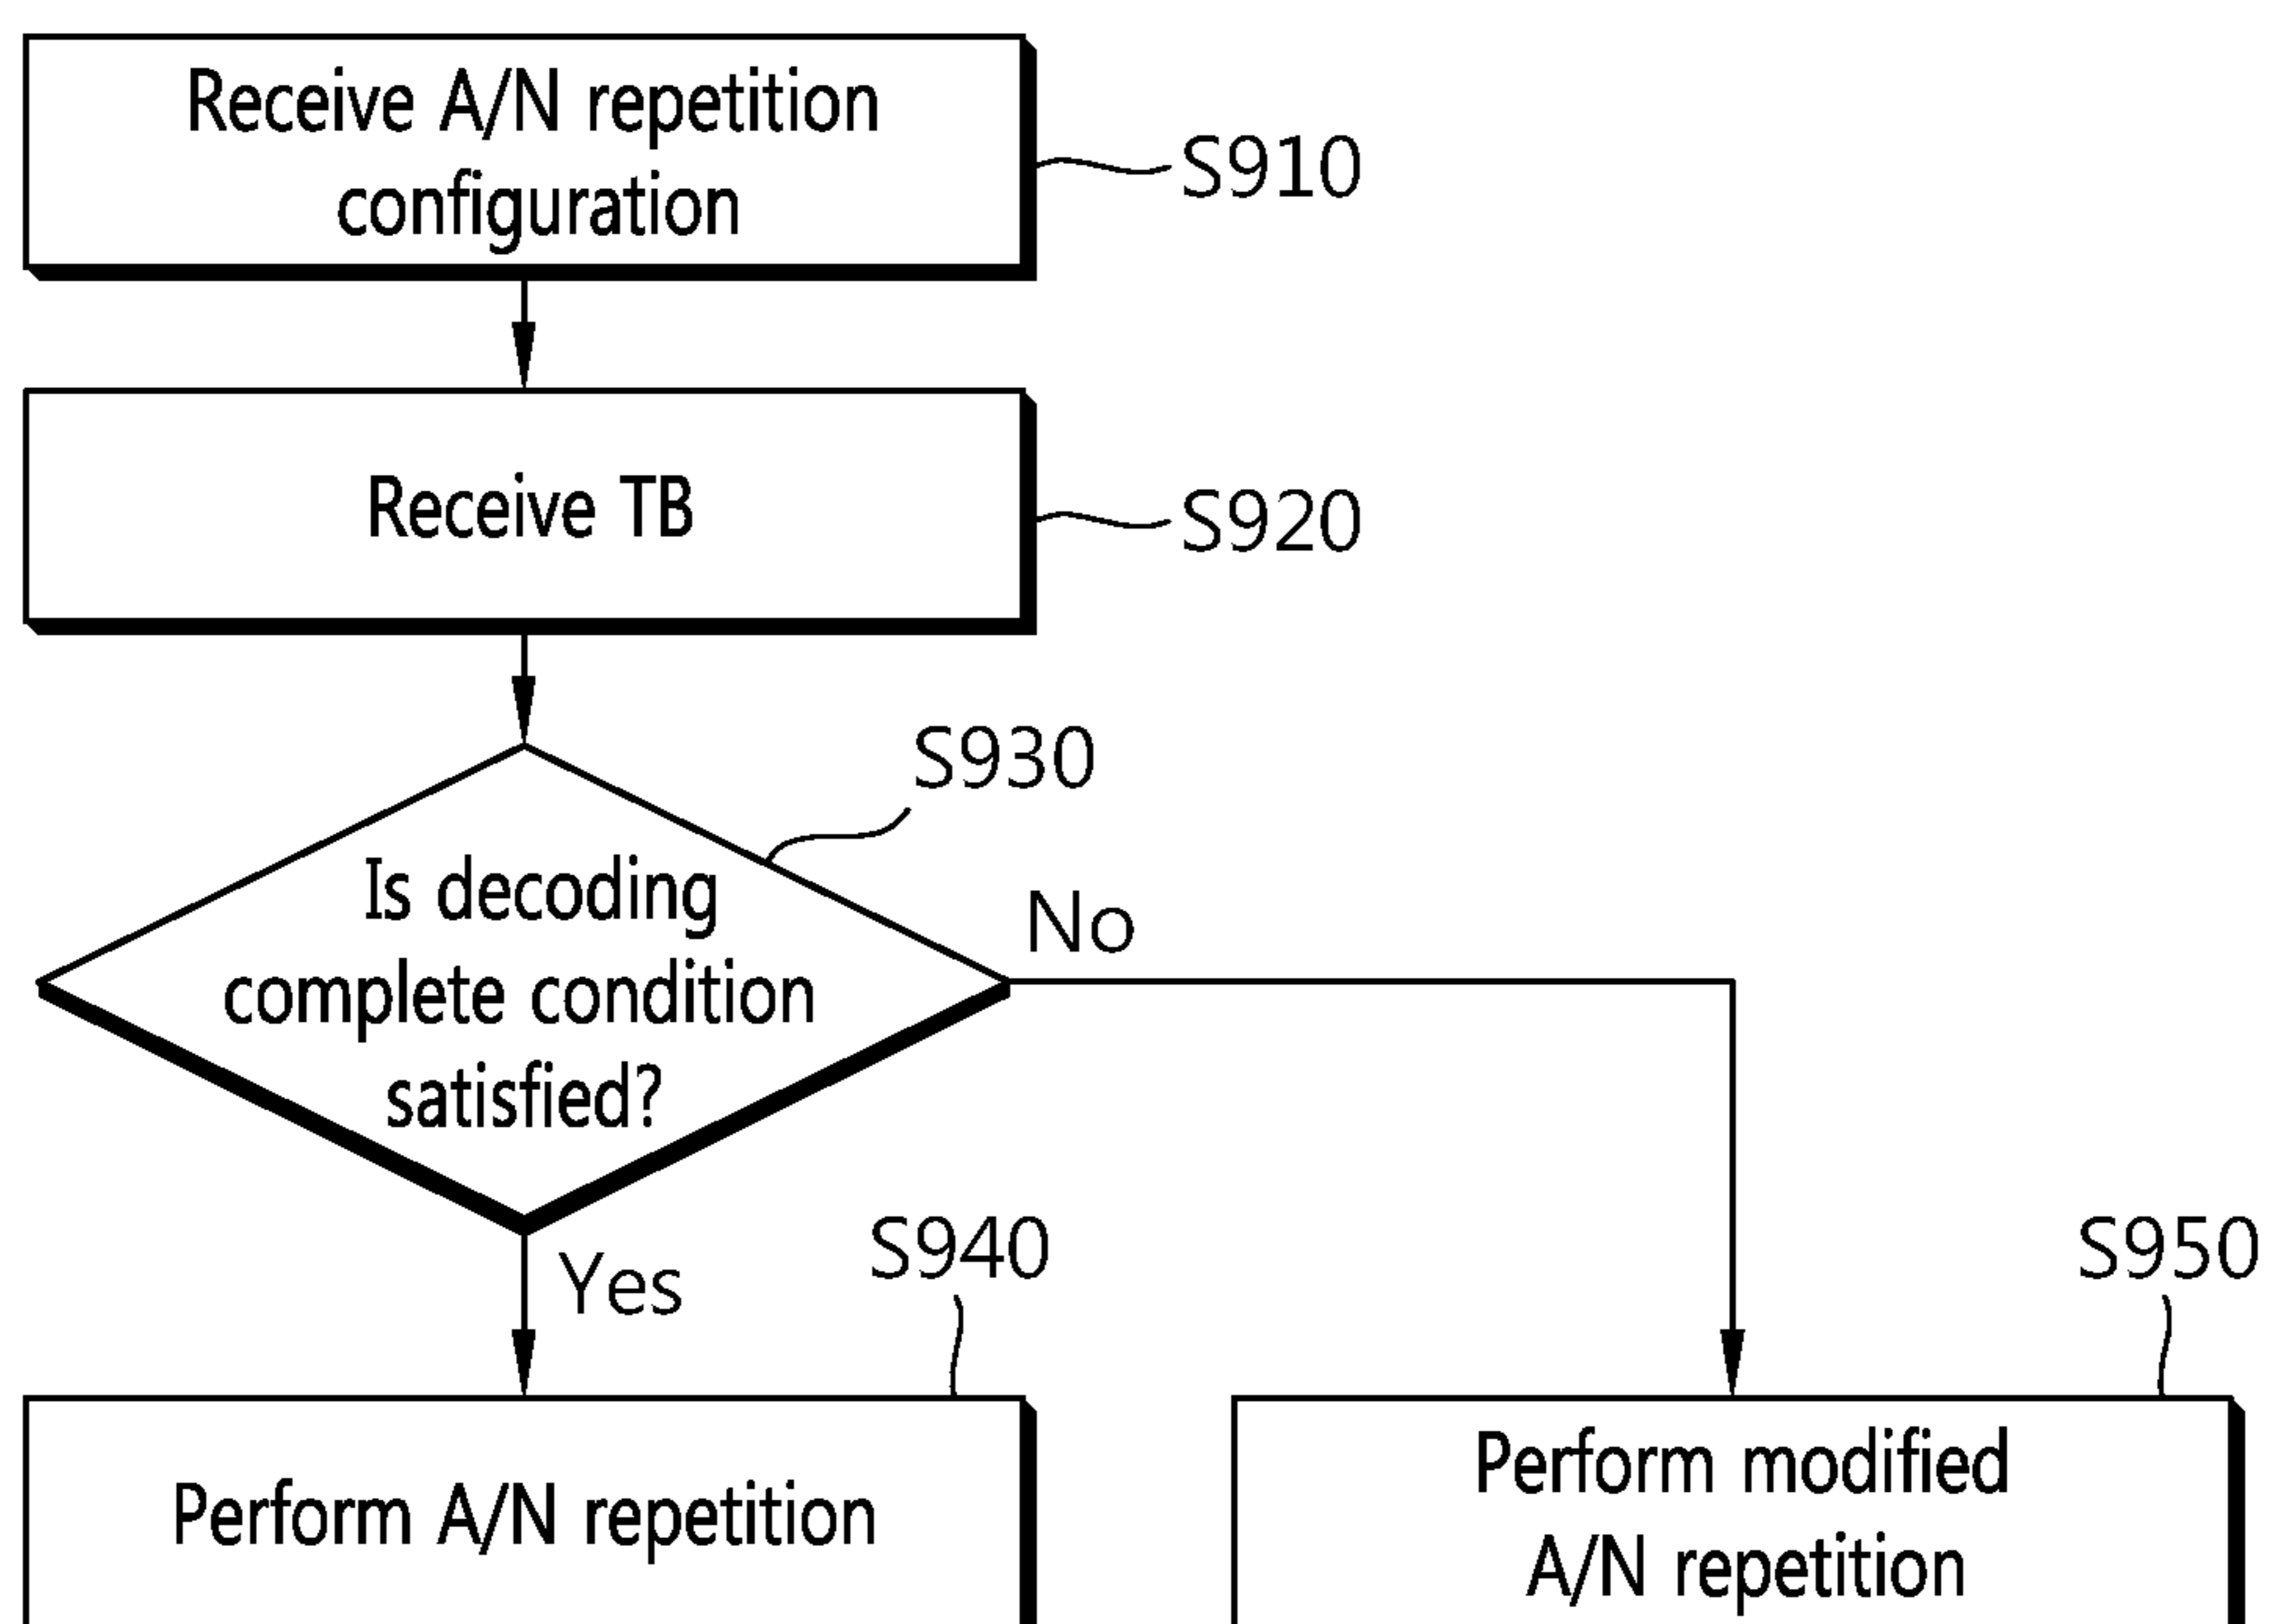 Receive A/N repetition
configuration
S910
Receive TB
S920
S930
Is decoding
complete condition
satisfied?
No
Yes
S940
S950
Perform A/N repetition
Perform modified
A/N repetition